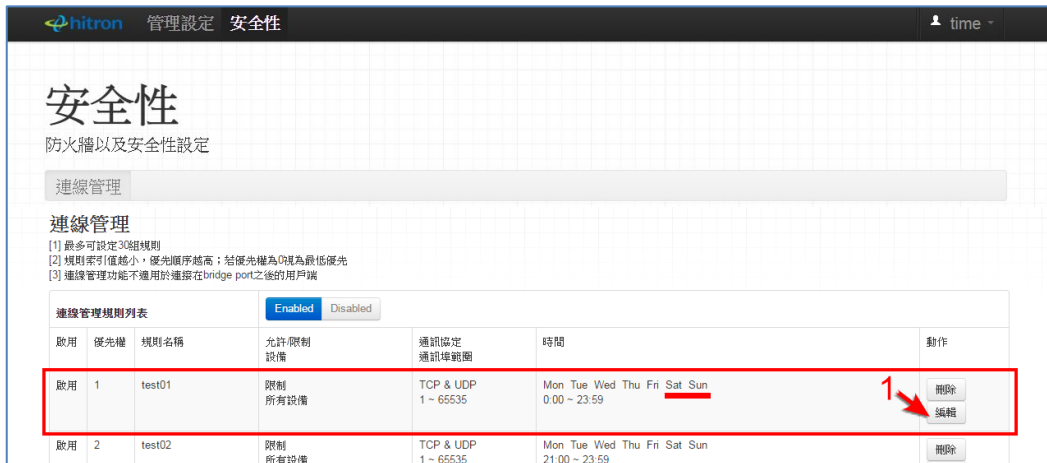 hitron 管理設定 安全性 time
安全性
防火牆以及安全性設定
連線管理
連線管理
[1] 最多可設定30組規則
[2] 規則索引值越小，優先順序越高；若優先權為0視為最低優先
[3] 連線管理功能不適用於連接在bridge port之後的用戶端
連線管理規則列表 Enabled Disabled
啟用 優先權 規則名稱 允許/限制 通訊協定 時間 動作
設備 通訊埠範圍
啟用 1 test01 限制 TCP & UDP Mon Tue Wed Thu Fri Sat Sun 1 刪除
所有設備 1 ~ 65535 0:00 ~ 23:59 編輯
啟用 2 test02 限制 TCP & UDP Mon Tue Wed Thu Fri Sat Sun 刪除
所有設備 1 ~ 65535 21:00 ~ 23:59